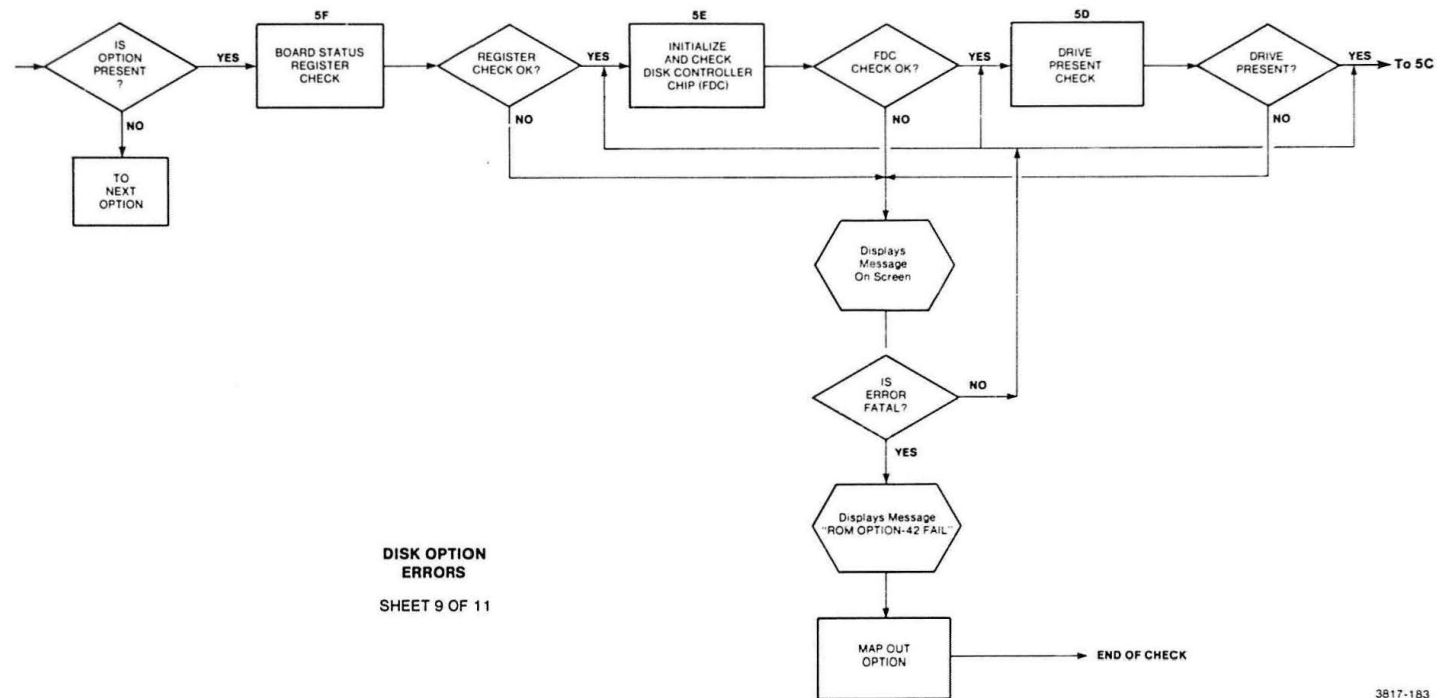 5F
5E
5D
IS
OPTION
PRESENT
?
YES
BOARD STATUS
REGISTER
CHECK
REGISTER
CHECK OK?
YES
INITIALIZE
AND CHECK
DISK CONTROLLER
CHIP (FDC)
FDC
CHECK OK?
YES
DRIVE
PRESENT
CHECK
DRIVE
PRESENT?
YES
To 5C
NO
NO
NO
NO
TO
NEXT
OPTION
Displays
Message
On Screen
IS
ERROR
FATAL?
NO
YES
Displays Message
"ROM OPTION-42 FAIL"
DISK OPTION
ERRORS
SHEET 9 OF 11
MAP OUT
OPTION
END OF CHECK
3817-183